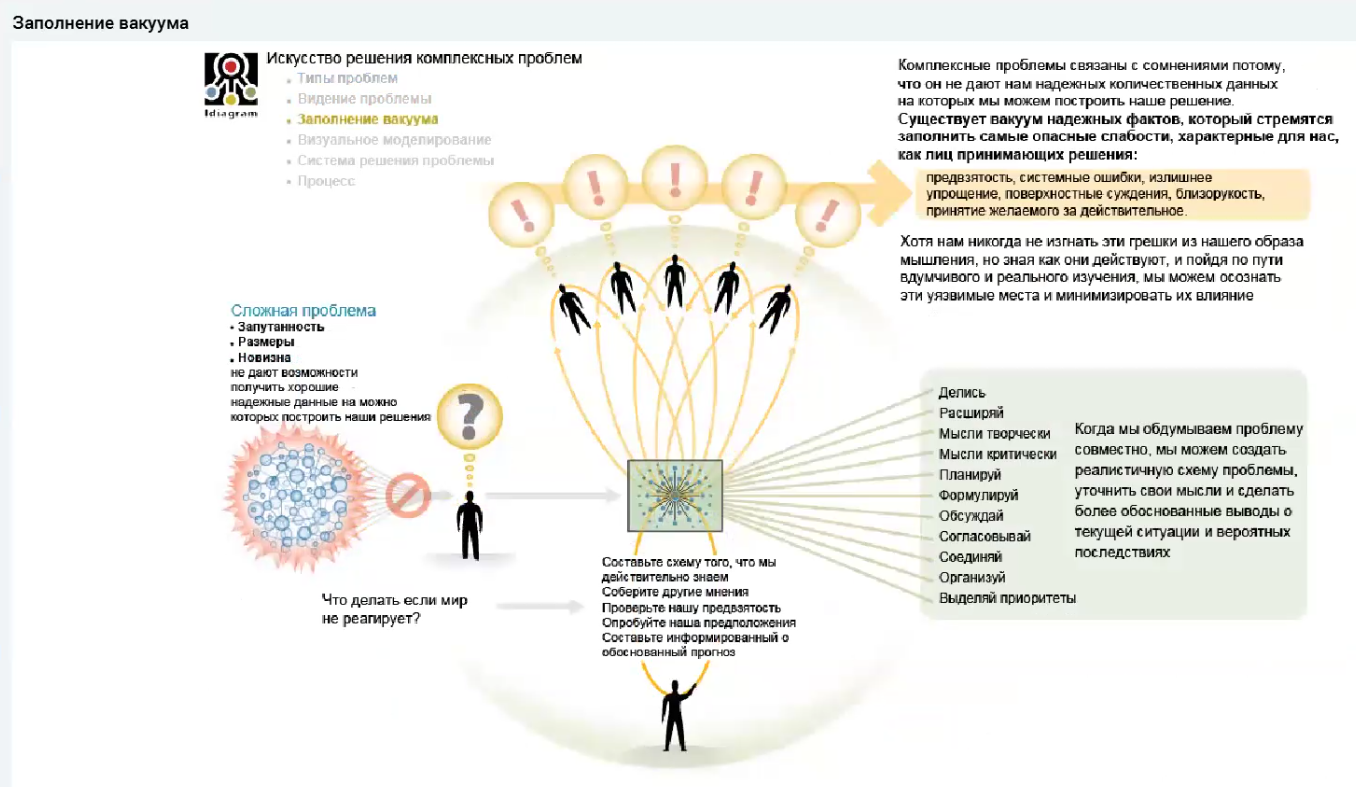 Заполнение вакуума
Искусство решения комплексных проблем
• Типы проблем
• Видение проблемы
• Заполнение вакуума
• Визуальное моделирование
• Система решения проблемы
• Процесс
Idiagram
Комплексные проблемы связаны с сомнениями потому,
что он не дают нам надежных количественных данных
на которых мы можем построить наше решение.
Существует вакуум надежных фактов, который стремятся
заполнить самые опасные слабости, характерные для нас,
как лиц принимающих решения:
предвзятость, системные ошибки, излишнее
упрощение, поверхностные суждения, близорукость,
принятие желаемого за действительное.
Хотя нам никогда не изгнать эти грешки из нашего образа
мышления, но зная как они действуют, и пойдя по пути
вдумчивого и реального изучения, мы можем осознать
эти уязвимые места и минимизировать их влияние
! ! ! ! !
Сложная проблема
• Запутанность
• Размеры
• Новизна
не дают возможности
получить хорошие
надежные данные на можно
которых построить наши решения
?
Что делать если мир
не реагирует?
Составьте схему того, что мы
действительно знаем
Соберите другие мнения
Проверьте нашу предвзятость
Опробуйте наша предположения
Составьте информированный о
обоснованный прогноз
Делись
Расширяй
Мысли творчески
Мысли критически
Планируй
Формулируй
Обсуждай
Согласовывай
Соединяй
Организуй
Выделяй приоритеты
Когда мы обдумываем проблему
совместно, мы можем создать
реалистичную схему проблемы,
уточнить свои мысли и сделать
более обоснованные выводы о
текущей ситуации и вероятных
последствиях